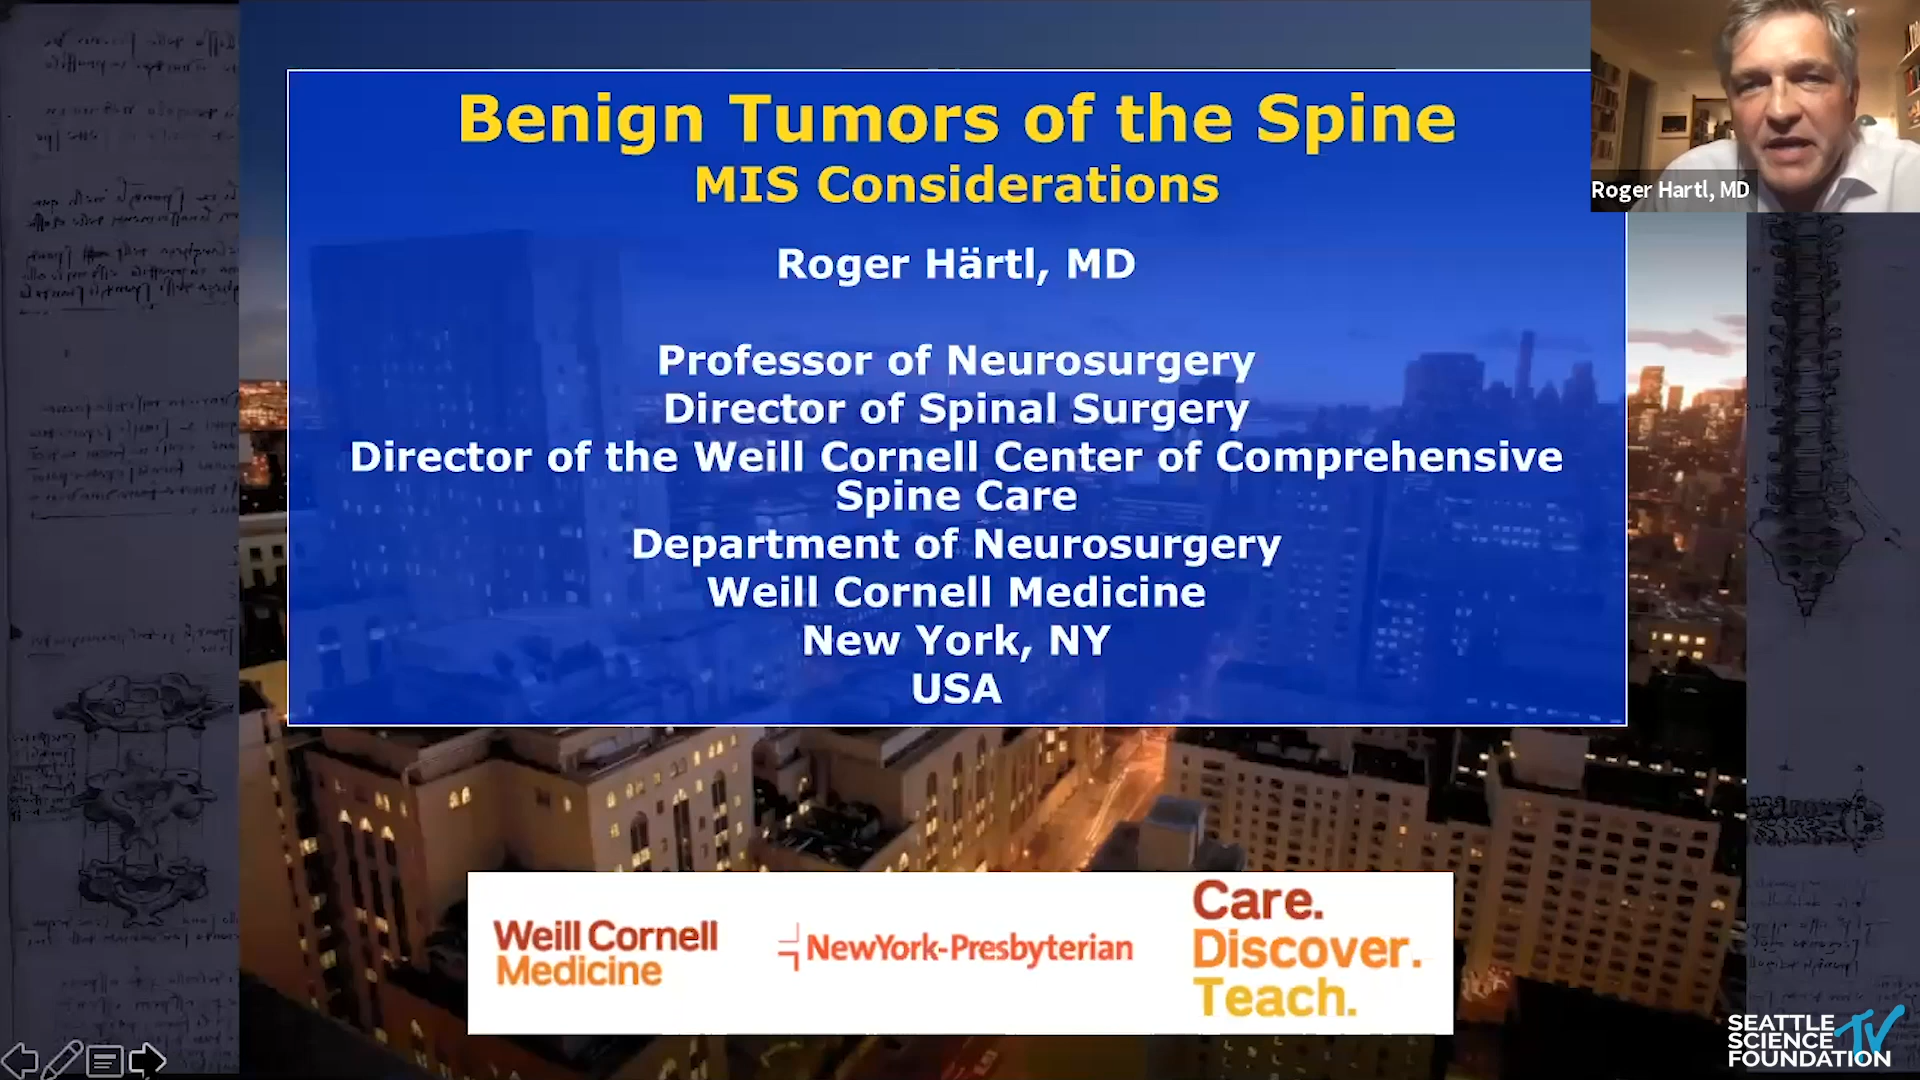 Benign Tumors of the Spine
MIS Considerations
Roger Härtl, MD
Professor of Neurosurgery
Director of Spinal Surgery
Director of the Weill Cornell Center of Comprehensive
Spine Care
Department of Neurosurgery
Weill Cornell Medicine
New York, NY
USA
Roger Hartl, MD
Weill Cornell
Medicine
NewYork-Presbyterian
Care.
Discover.
Teach.
SEATTLE
SCIENCE
FOUNDATION
TV